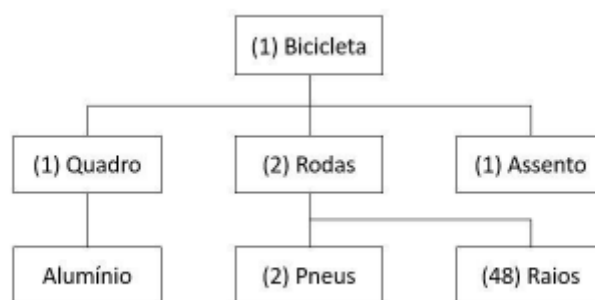 (1) Bicicleta
(1) Quadro
(2) Rodas
(1) Assento
Alumínio
(2) Pneus
(48) Raios